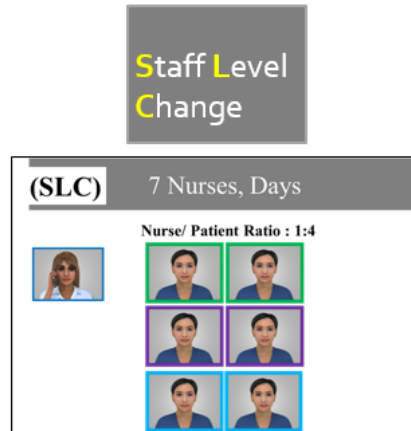 Staff Level
Change
(SLC) 7 Nurses, Days
Nurse/ Patient Ratio : 1:4